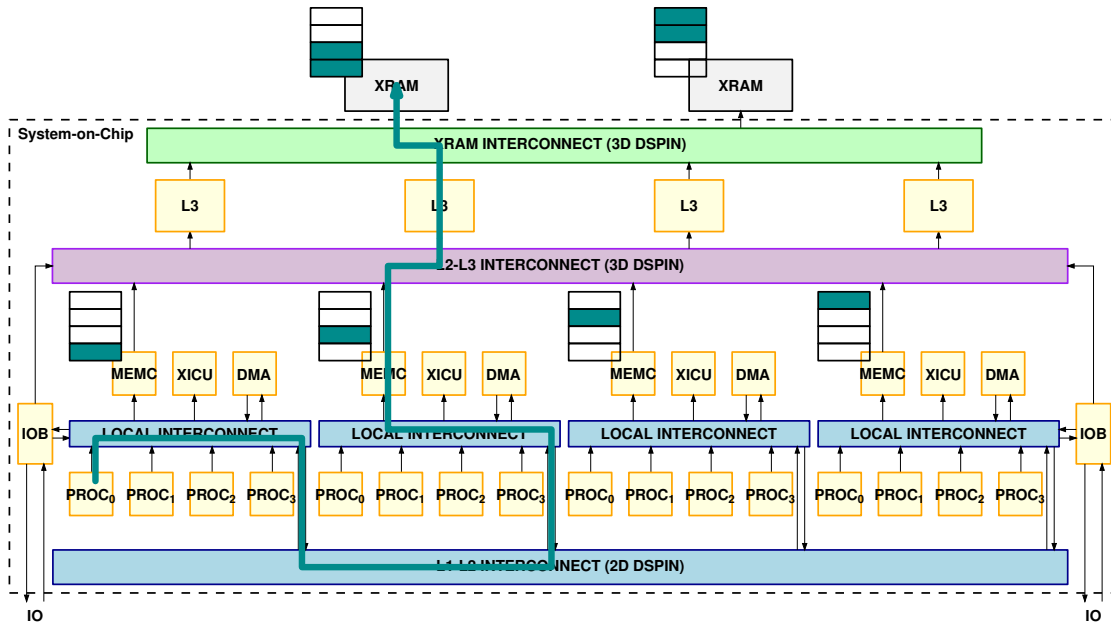 XRAM XRAM
System-on-Chip
XRAM INTERCONNECT (3D DSPIN)
L3 L3 L3 L3
L2-L3 INTERCONNECT (3D DSPIN)
MEMC XICU DMA MEMC XICU DMA MEMC XICU DMA MEMC XICU DMA
IOB LOCAL INTERCONNECT LOCAL INTERCONNECT LOCAL INTERCONNECT LOCAL INTERCONNECT IOB
PROC0 PROC1 PROC2 PROC3 PROC0 PROC1 PROC2 PROC3 PROC0 PROC1 PROC2 PROC3 PROC0 PROC1 PROC2 PROC3
L1-L2 INTERCONNECT (2D DSPIN)
IO IO